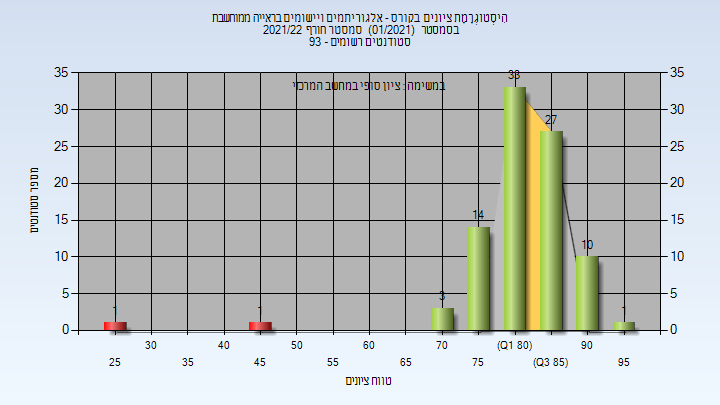 היסטוגרמת ציונים בקורס - אלגוריתמים ויישומים בראייה ממוחשבת
בסמסטר (01/2021) סמסטר חורף 2021/22
סטודנטים רשומים - 93
במשימה : ציון סופי במחשב המרכזי
מספר סטודנטים
35 35
30 30
25 25
20 20
15 15
10 10
5 5
0 0
1 1 3 14 33 27 10 1
30 40 50 60 70 (Q1 80) 90
25 35 45 55 65 75 (Q3 85) 95
טווח ציונים